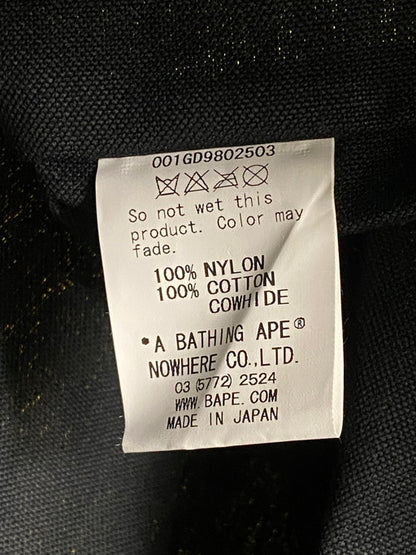 001GD9802503
So not wet this
product. Color may
fade.
100% NYLON
100% COTTON
COWHIDE
*A BATHING APE®
NOWHERE CO.,LTD.
03 (5772) 2524
WWW.BAPE.COM
MADE IN JAPAN